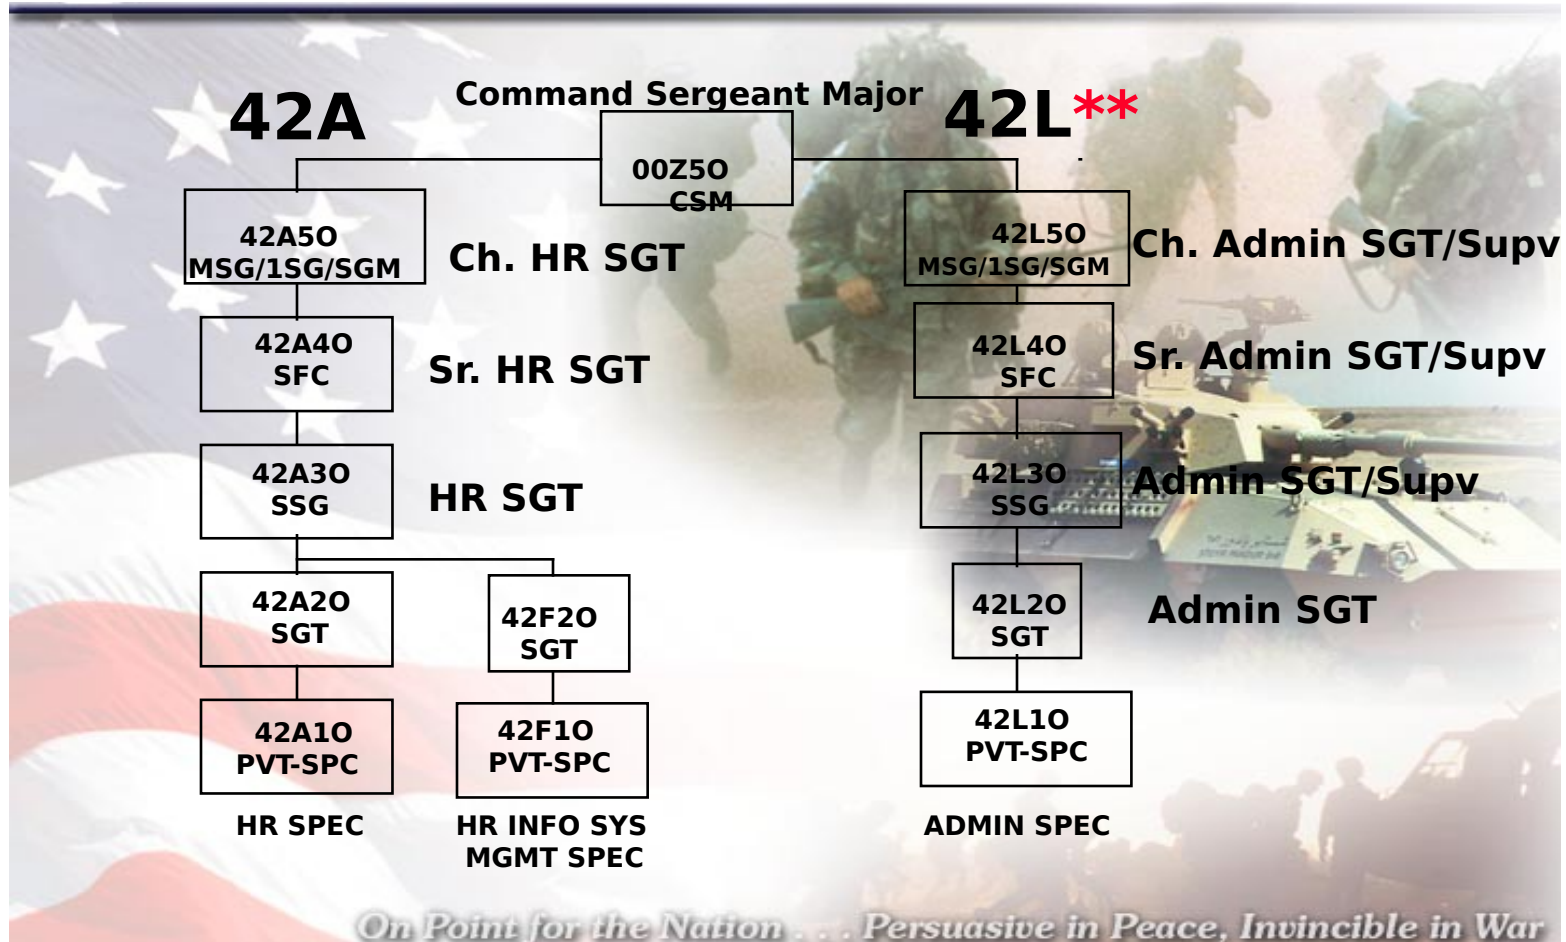 42A
Command Sergeant Major
42L**
00Z5O
CSM
42A5O
MSG/1SG/SGM
Ch. HR SGT
42L5O
MSG/1SG/SGM
Ch. Admin SGT/Supv
42A4O
SFC
Sr. HR SGT
42L4O
SFC
Sr. Admin SGT/Supv
42A3O
SSG
HR SGT
42L3O
SSG
Admin SGT/Supv
42A2O
SGT
42F2O
SGT
42L2O
SGT
Admin SGT
42A1O
PVT-SPC
42F1O
PVT-SPC
42L1O
PVT-SPC
HR SPEC
HR INFO SYS
MGMT SPEC
ADMIN SPEC
On Point for the Nation . . . Persuasive in Peace, Invincible in War